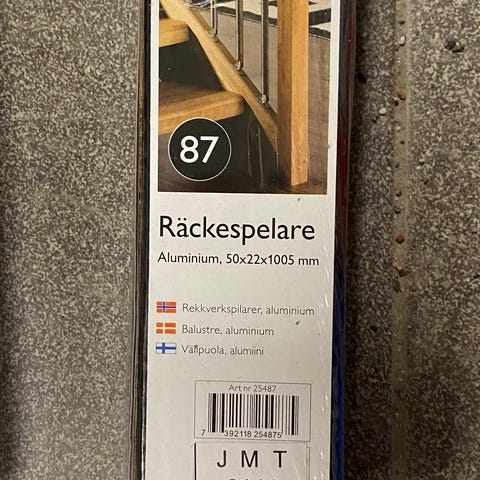 87
Räckespelare
Aluminium, 50x22x1005 mm
Rekkverkspilarer, aluminium
Balustre, aluminium
Välipuola, alumiini
Art nr 25487
7 392118 254875
J M T